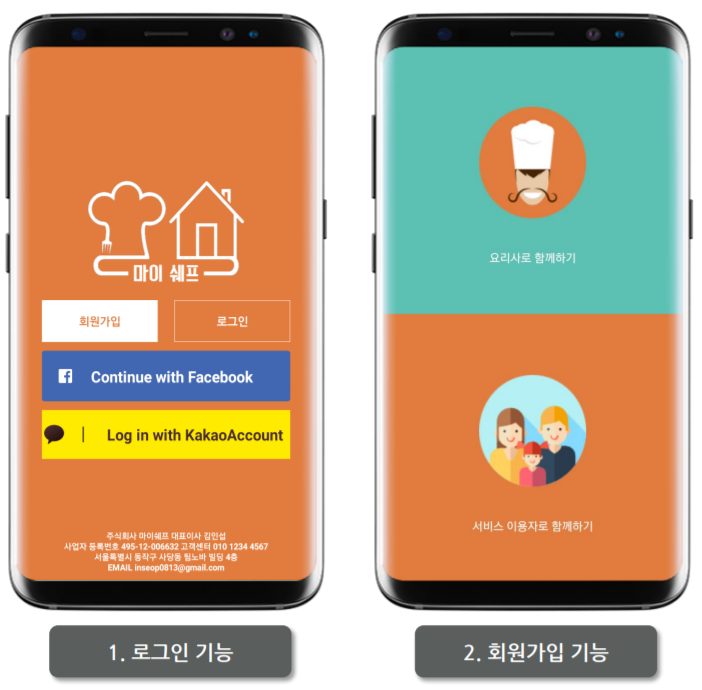 마이 쉐프
회원가입
로그인
Continue with Facebook
Log in with KakaoAccount
주식회사 마이쉐프 대표이사 김인섭
사업자 등록번호 495-12-006632 고객센터 010 1234 4567
서울특별시 동작구 사당동 림노바 빌딩 4층
EMAIL inseop0813@gmail.com
1. 로그인 기능
요리사로 함께하기
서비스 이용자로 함께하기
2. 회원가입 기능